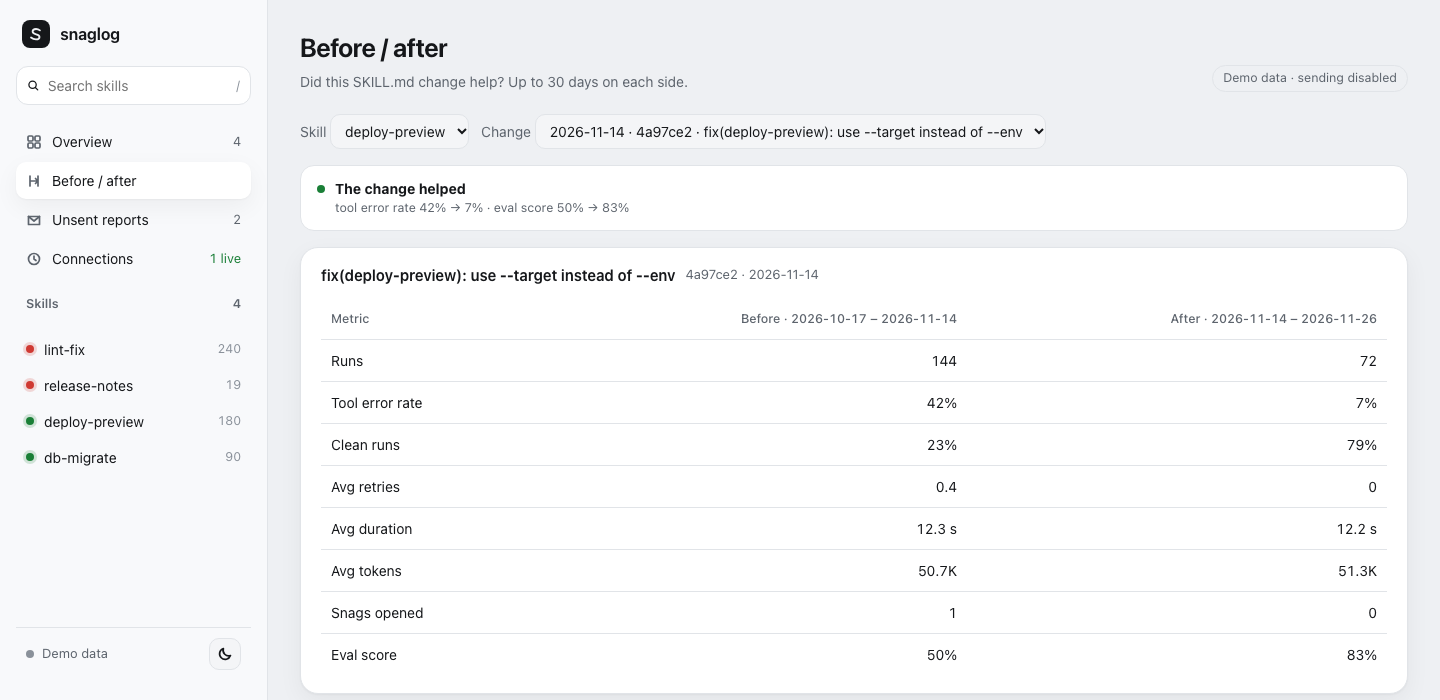 S snaglog
Search skills /
Overview 4
Before / after
Unsent reports 2
Connections 1 live
Skills 4
lint-fix 240
release-notes 19
deploy-preview 180
db-migrate 90
Demo data
Before / after
Did this SKILL.md change help? Up to 30 days on each side.
Demo data · sending disabled
Skill deploy-preview Change 2026-11-14 · 4a97ce2 · fix(deploy-preview): use --target instead of --env
The change helped
tool error rate 42% → 7% · eval score 50% → 83%
fix(deploy-preview): use --target instead of --env 4a97ce2 · 2026-11-14
Metric Before · 2026-10-17 – 2026-11-14 After · 2026-11-14 – 2026-11-26
Runs 144 72
Tool error rate 42% 7%
Clean runs 23% 79%
Avg retries 0.4 0
Avg duration 12.3 s 12.2 s
Avg tokens 50.7K 51.3K
Snags opened 1 0
Eval score 50% 83%